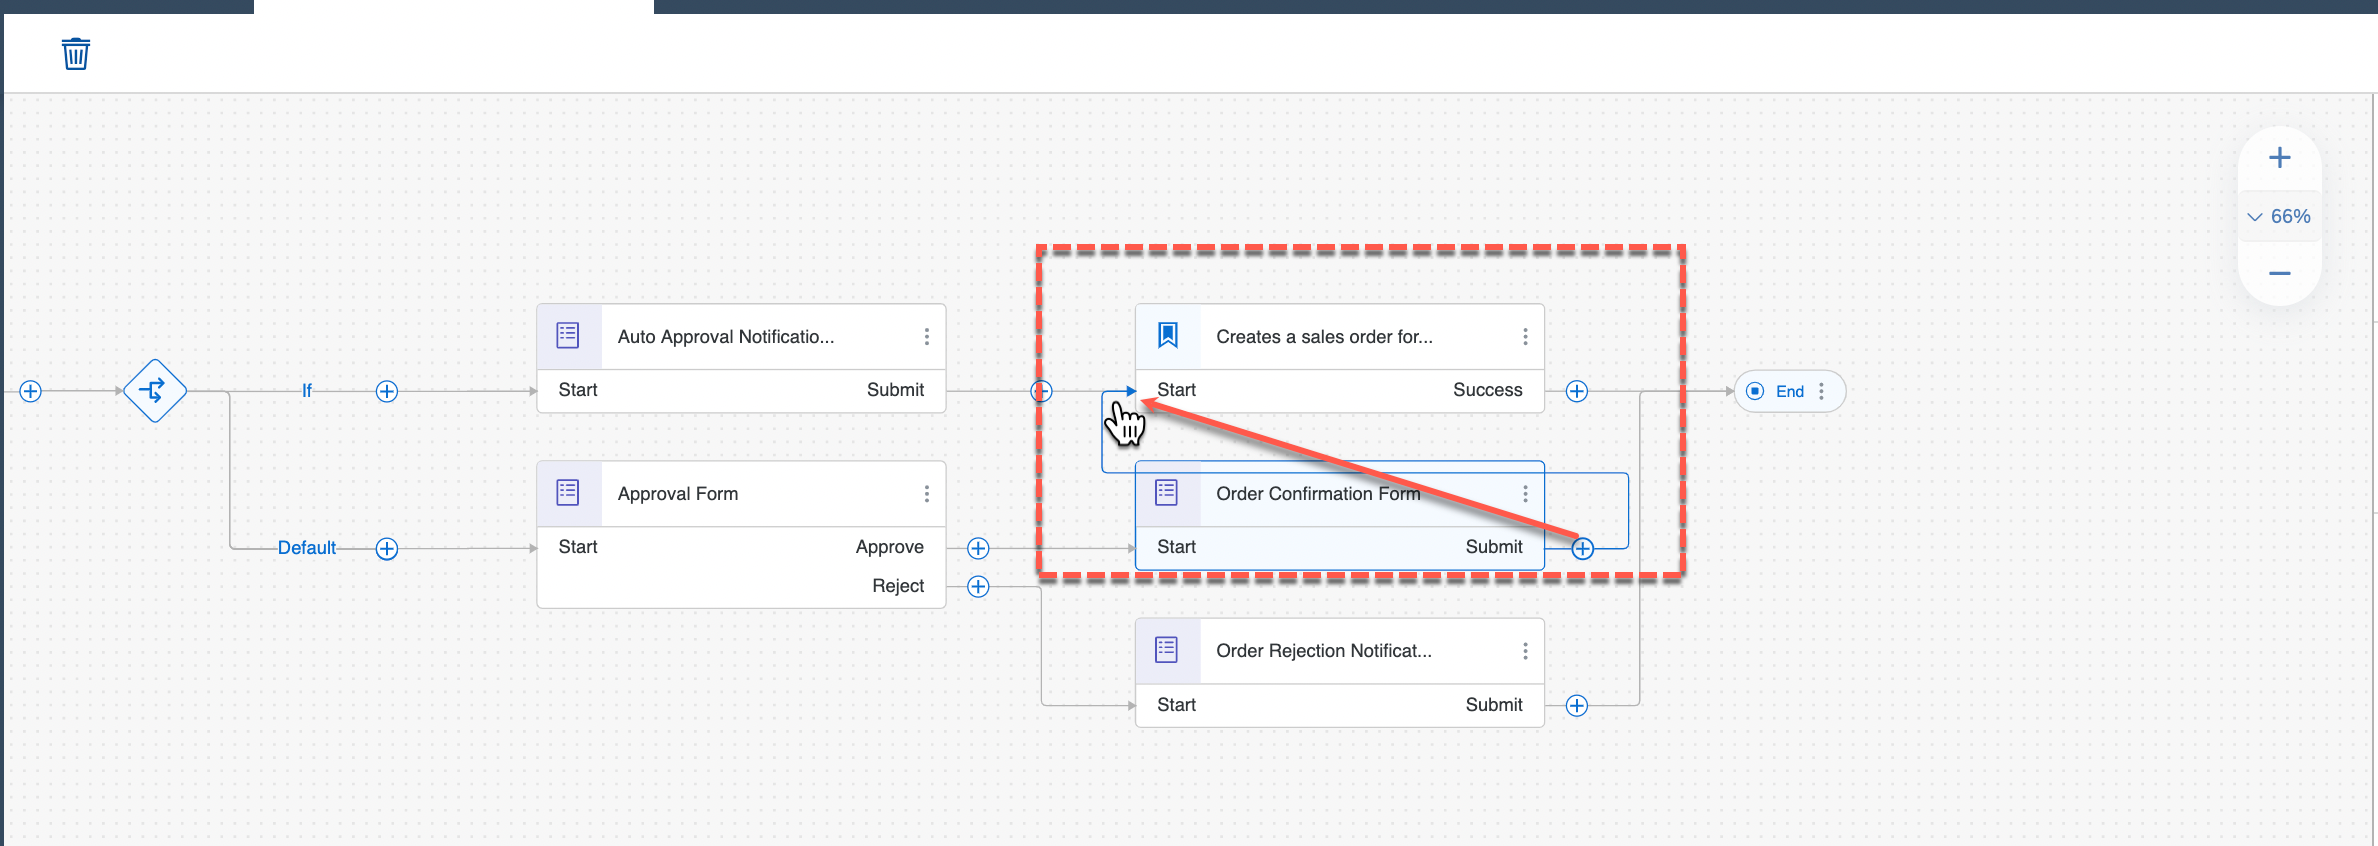 66%
Auto Approval Notificatio...
Creates a sales order for...
If
Start
Submit
Start
Success
End
Approval Form
Order Confirmation Form
Default
Start
Approve
Start
Submit
Reject
Order Rejection Notificat...
Start
Submit